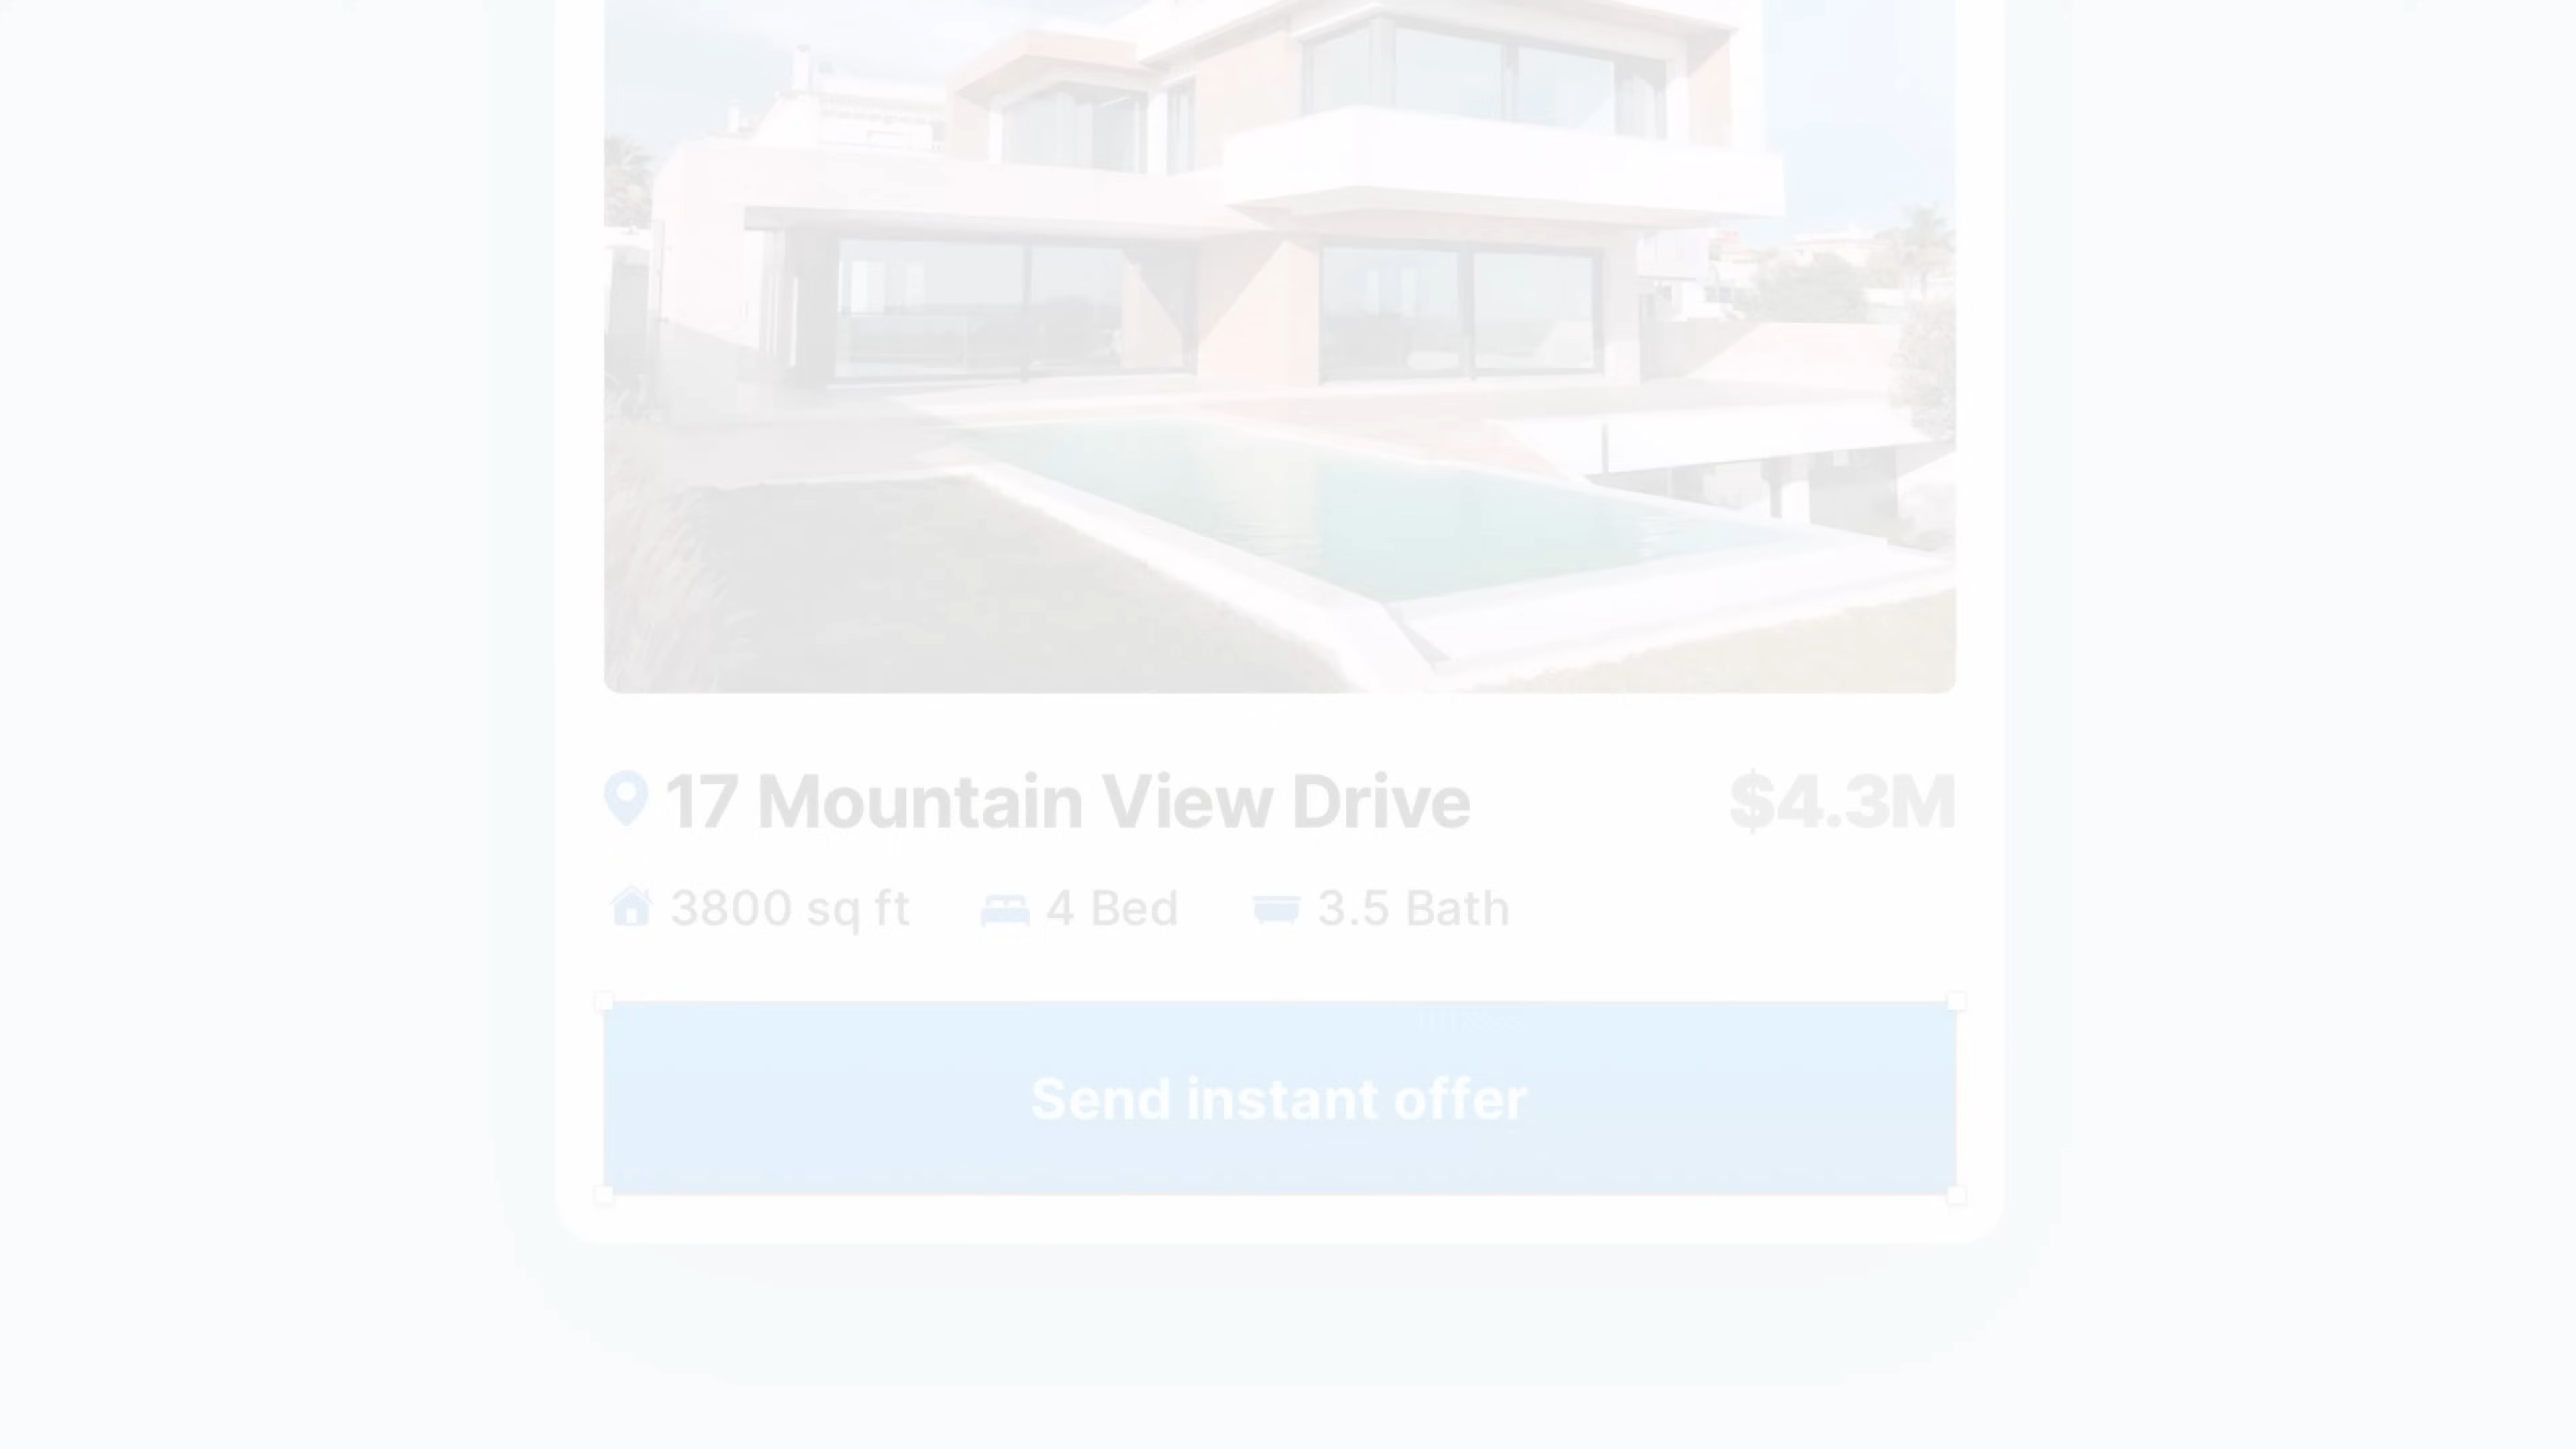 17 Mountain View Drive
$4.3M
3800 sq ft
4 Bed
3.5 Bath
Send instant offer